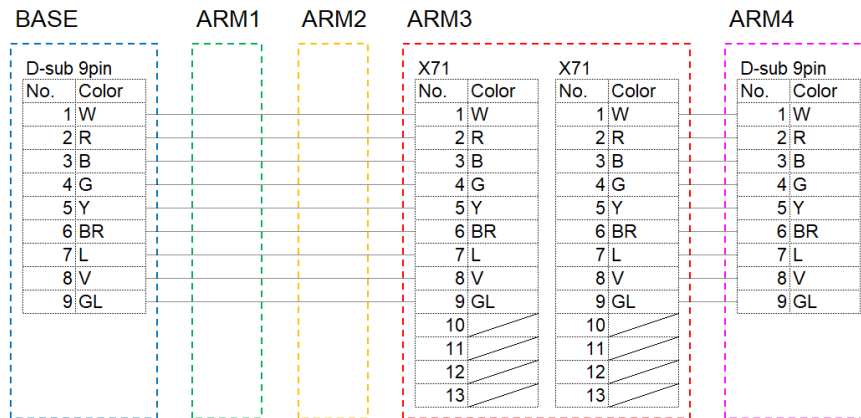 BASE ARM1 ARM2 ARM3 ARM4
D-sub 9pin X71 X71 D-sub 9pin
No. Color No. Color No. Color No. Color
1 W 1 W 1 W 1 W
2 R 2 R 2 R 2 R
3 B 3 B 3 B 3 B
4 G 4 G 4 G 4 G
5 Y 5 Y 5 Y 5 Y
6 BR 6 BR 6 BR 6 BR
7 L 7 L 7 L 7 L
8 V 8 V 8 V 8 V
9 GL 9 GL 9 GL 9 GL
10 10
11 11
12 12
13 13